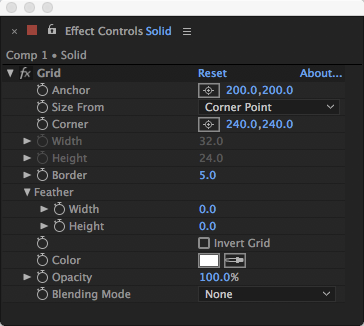 Effect Controls Solid
Comp 1 • Solid
fx Grid Reset About...
Anchor 200.0,200.0
Size From Corner Point
Corner 240.0,240.0
Width 32.0
Height 24.0
Border 5.0
Feather
Width 0.0
Height 0.0
Invert Grid
Color
Opacity 100.0%
Blending Mode None